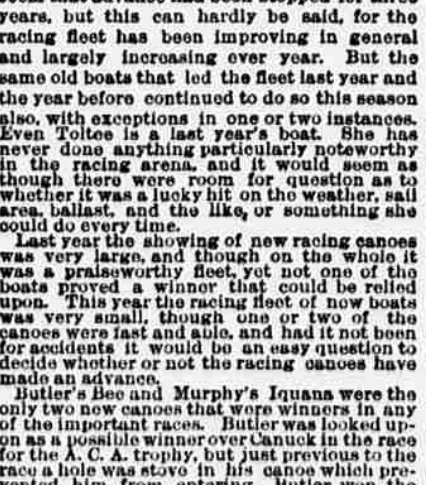 years, but this can hardly be said, for the
racing fleet has been improving in general
and largely increasing ever year. But the
same old boats that led the fleet last year and
the year before continued to do so this season
also, with exceptions in one or two instances.
Even Toltec is a last year's boat. She has
never done anything particularly noteworthy
in the racing arena, and it would seem as
though there were room for question as to
whether it was a lucky hit on the weather, sail
area, ballast, and the like, or something she
could do every time.
Last year the showing of new racing canoes
was very large, and though on the whole it
was a praiseworthy fleet, yet not one of the
boats proved a winner that could be relied
upon. This year the racing fleet of new boats
was very small, though one or two of the
canoes were fast and able, and had it not been
for accidents it would be an easy question to
decide whether or not the racing canoes have
made an advance.
Butler's Bee and Murphy's Iquana were the
only two new canoes that were winners in any
of the important races. Butler was looked up-
on as a possible winner over Canuck in the race
for the A. C. A. trophy, but just previous to the
race a hole was stove in his canoe which pre-
vented him from entering. Butler won the